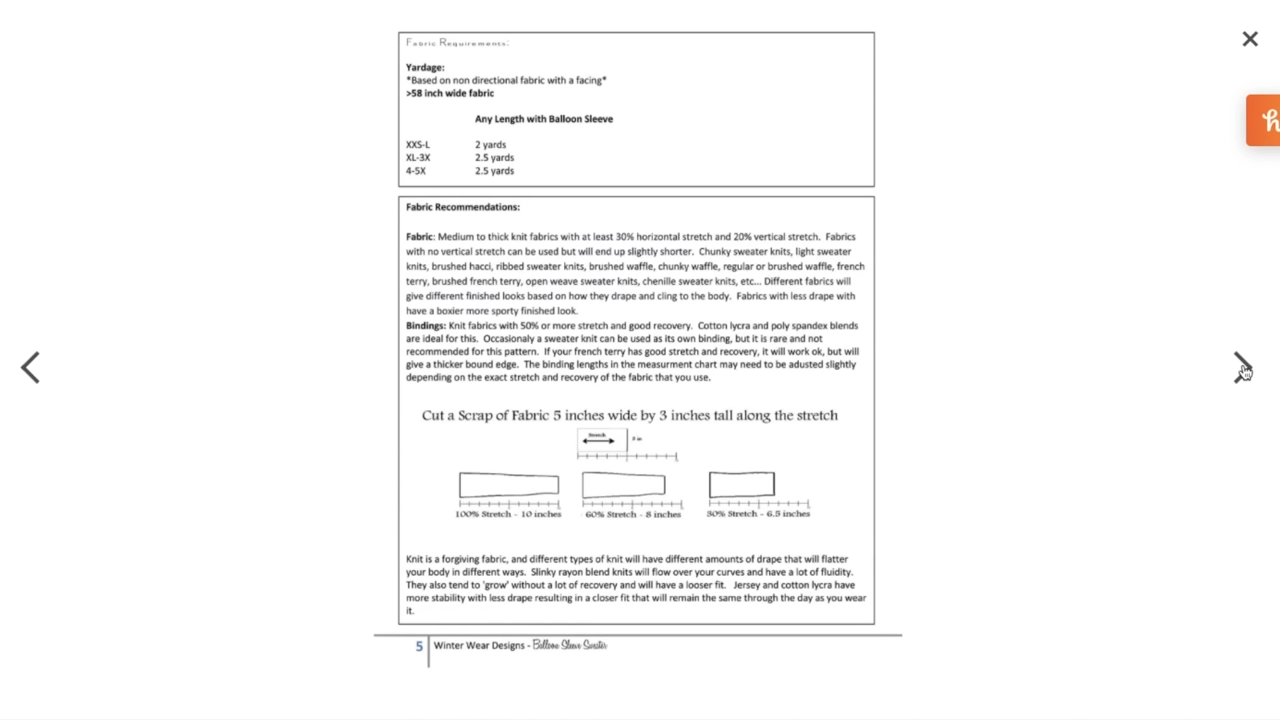 Fabric Requirements:
Yardage:
*Based on non directional fabric with a facing*
>58 inch wide fabric
Any Length with Balloon Sleeve
XXS-L 2 yards
XL-3X 2.5 yards
4-5X 2.5 yards
Fabric Recommendations:
Fabric: Medium to thick knit fabrics with at least 30% horizontal stretch and 20% vertical stretch. Fabrics
with no vertical stretch can be used but will end up slightly shorter. Chunky sweater knits, light sweater
knits, brushed hacci, ribbed sweater knits, brushed waffle, chunky waffle, regular or brushed waffle, french
terry, brushed french terry, open weave sweater knits, chenille sweater knits, etc... Different fabrics will
give different finished looks based on how they drape and cling to the body. Fabrics with less drape with
have a boxier more sporty finished look.
Bindings: Knit fabrics with 50% or more stretch and good recovery. Cotton lycra and poly spandex blends
are ideal for this. Occasionaly a sweater knit can be used as its own binding, but it is rare and not
recommended for this pattern. If your french terry has good stretch and recovery, it will work ok, but will
give a thicker bound edge. The binding lengths in the measurment chart may need to be adusted slightly
depending on the exact stretch and recovery of the fabric that you use.
Cut a Scrap of Fabric 5 inches wide by 3 inches tall along the stretch
Stretch 3 in
100% Stretch - 10 inches 60% Stretch - 8 inches 30% Stretch - 6.5 inches
Knit is a forgiving fabric, and different types of knit will have different amounts of drape that will flatter
your body in different ways. Slinky rayon blend knits will flow over your curves and have a lot of fluidity.
They also tend to 'grow' without a lot of recovery and will have a looser fit. Jersey and cotton lycra have
more stability with less drape resulting in a closer fit that will remain the same through the day as you wear
it.
5 Winter Wear Designs - Balloon Sleeve Sweater